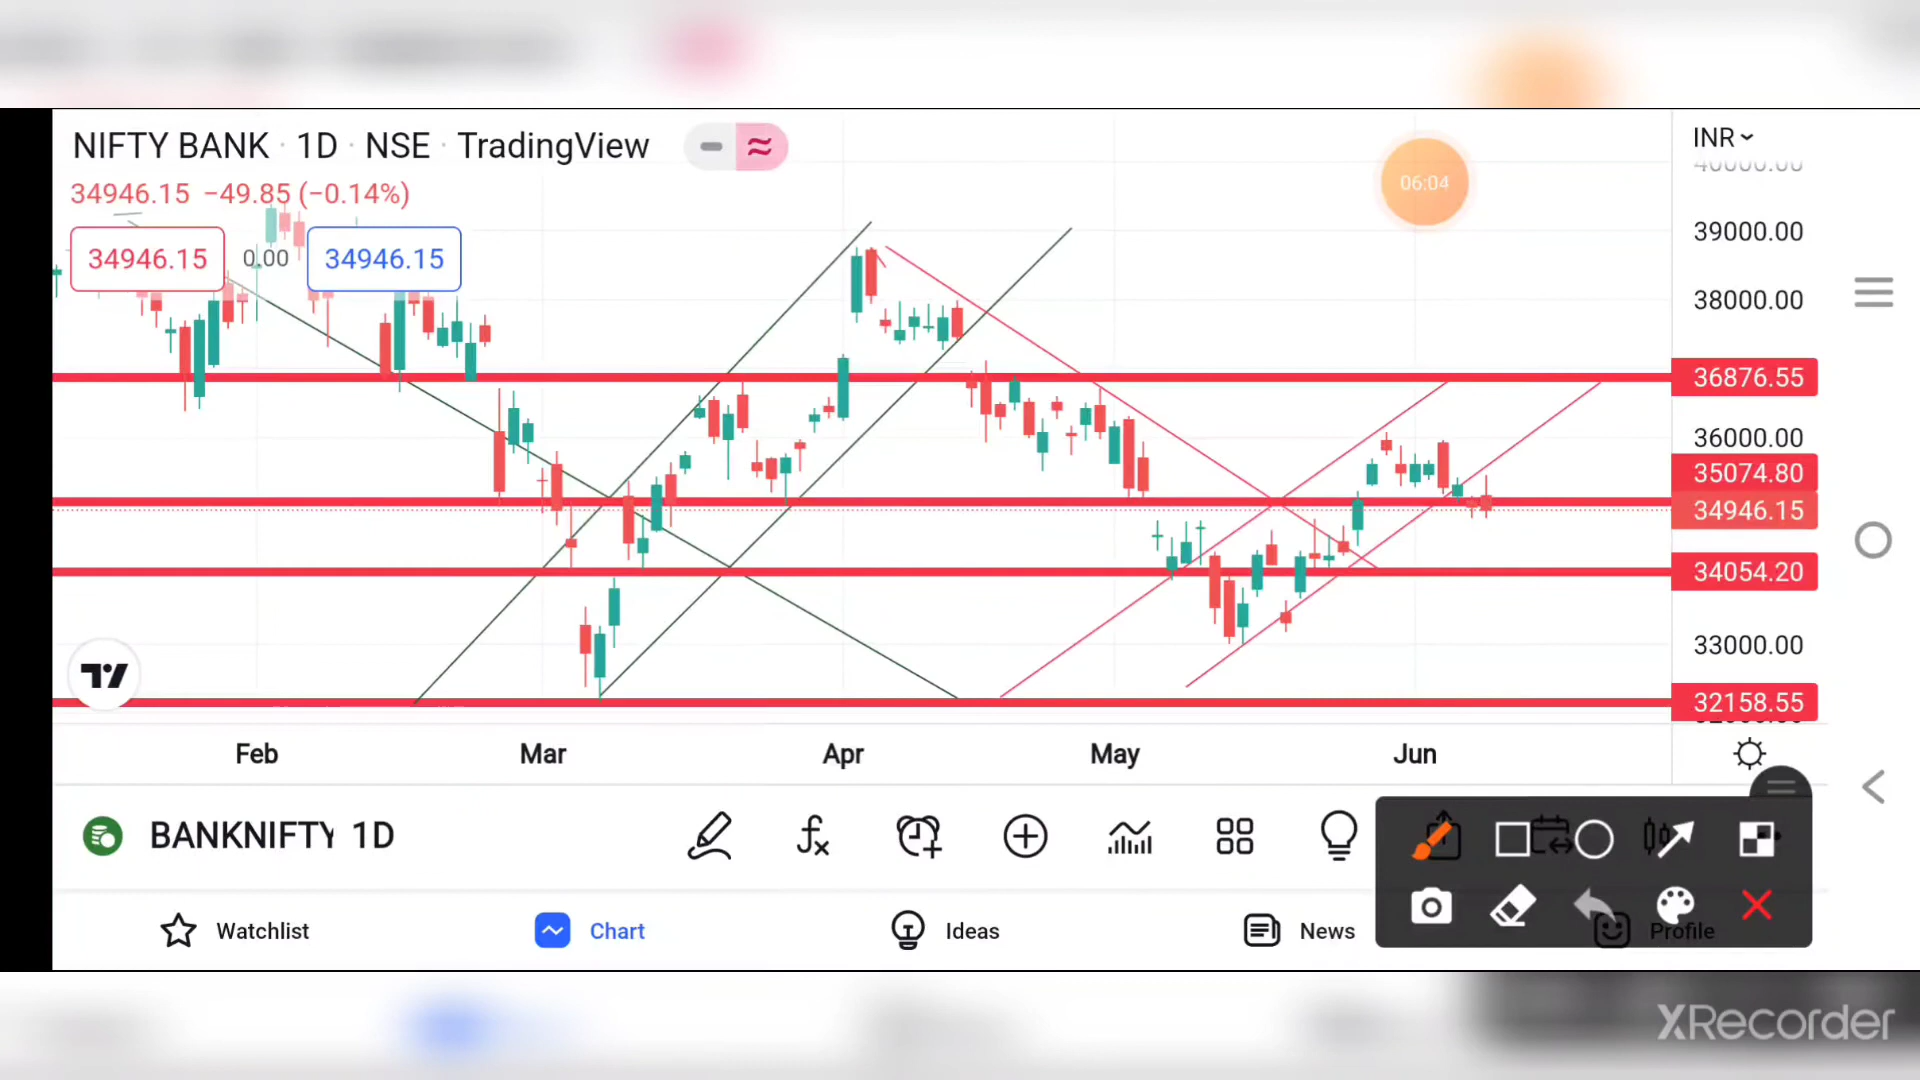 NIFTY BANK · 1D · NSE · TradingView
INR
34946.15 −49.85 (−0.14%)
34946.15 0.00 34946.15
06:04
40000.00
39000.00
38000.00
36876.55
36000.00
35074.80
34946.15
34054.20
33000.00
32158.55
Feb Mar Apr May Jun
BANKNIFTY 1D
Watchlist Chart Ideas News Profile
XRecorder